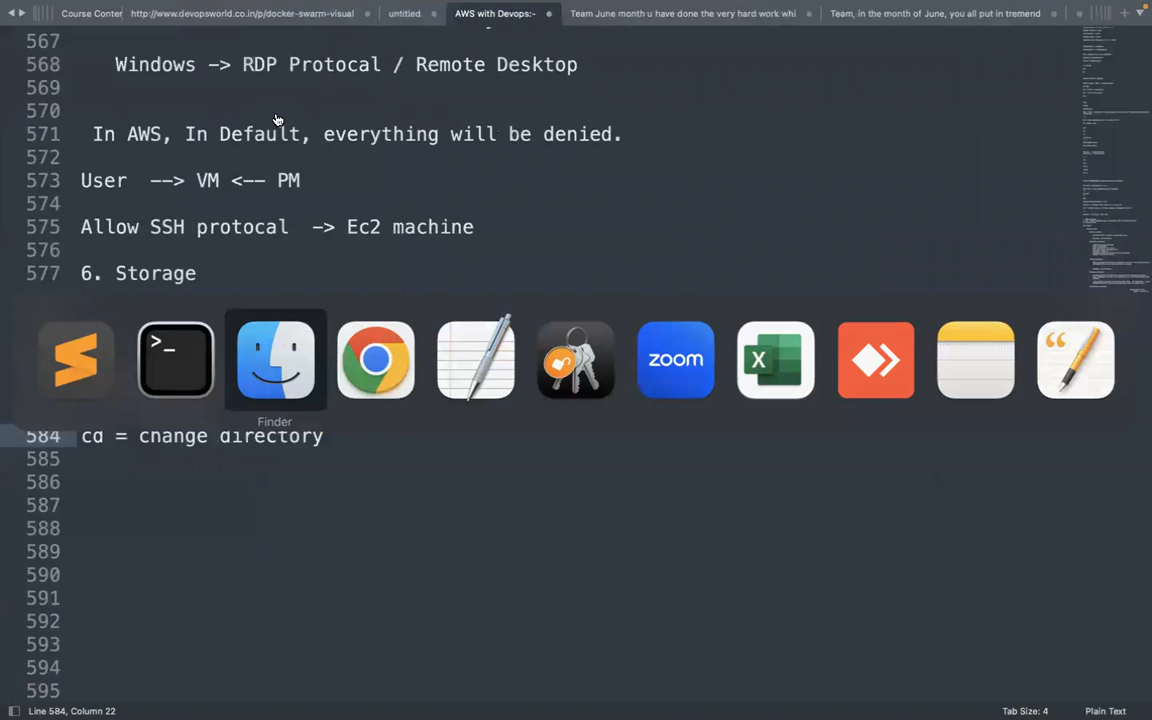 Course Center
http://www.devopsworld.co.in/p/docker-swarm-visual
untitled
AWS with Devops:-
Team June month u have done the very hard work whi
Team, in the month of June, you all put in tremend
567
568 Windows -> RDP Protocal / Remote Desktop
569
570
571 In AWS, In Default, everything will be denied.
572
573 User --> VM <-- PM
574
575 Allow SSH protocal -> Ec2 machine
576
577 6. Storage
>_
zoom
X
Finder
584 cd = change directory
585
586
587
588
589
590
591
592
593
594
595
Line 584, Column 22
Tab Size: 4
Plain Text